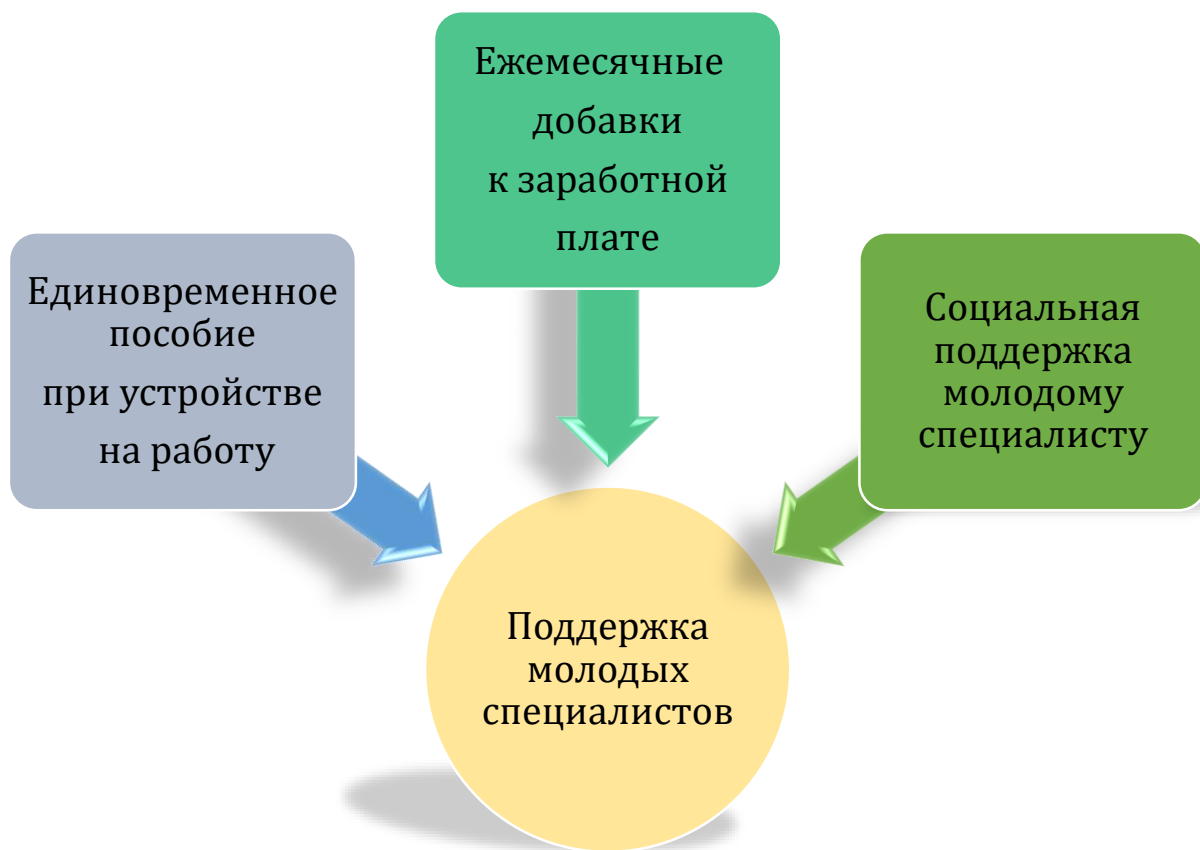 Ежемесячные
добавки
к заработной
плате
Единовременное
пособие
при устройстве
на работу
Социальная
поддержка
молодому
специалисту
Поддержка
молодых
специалистов